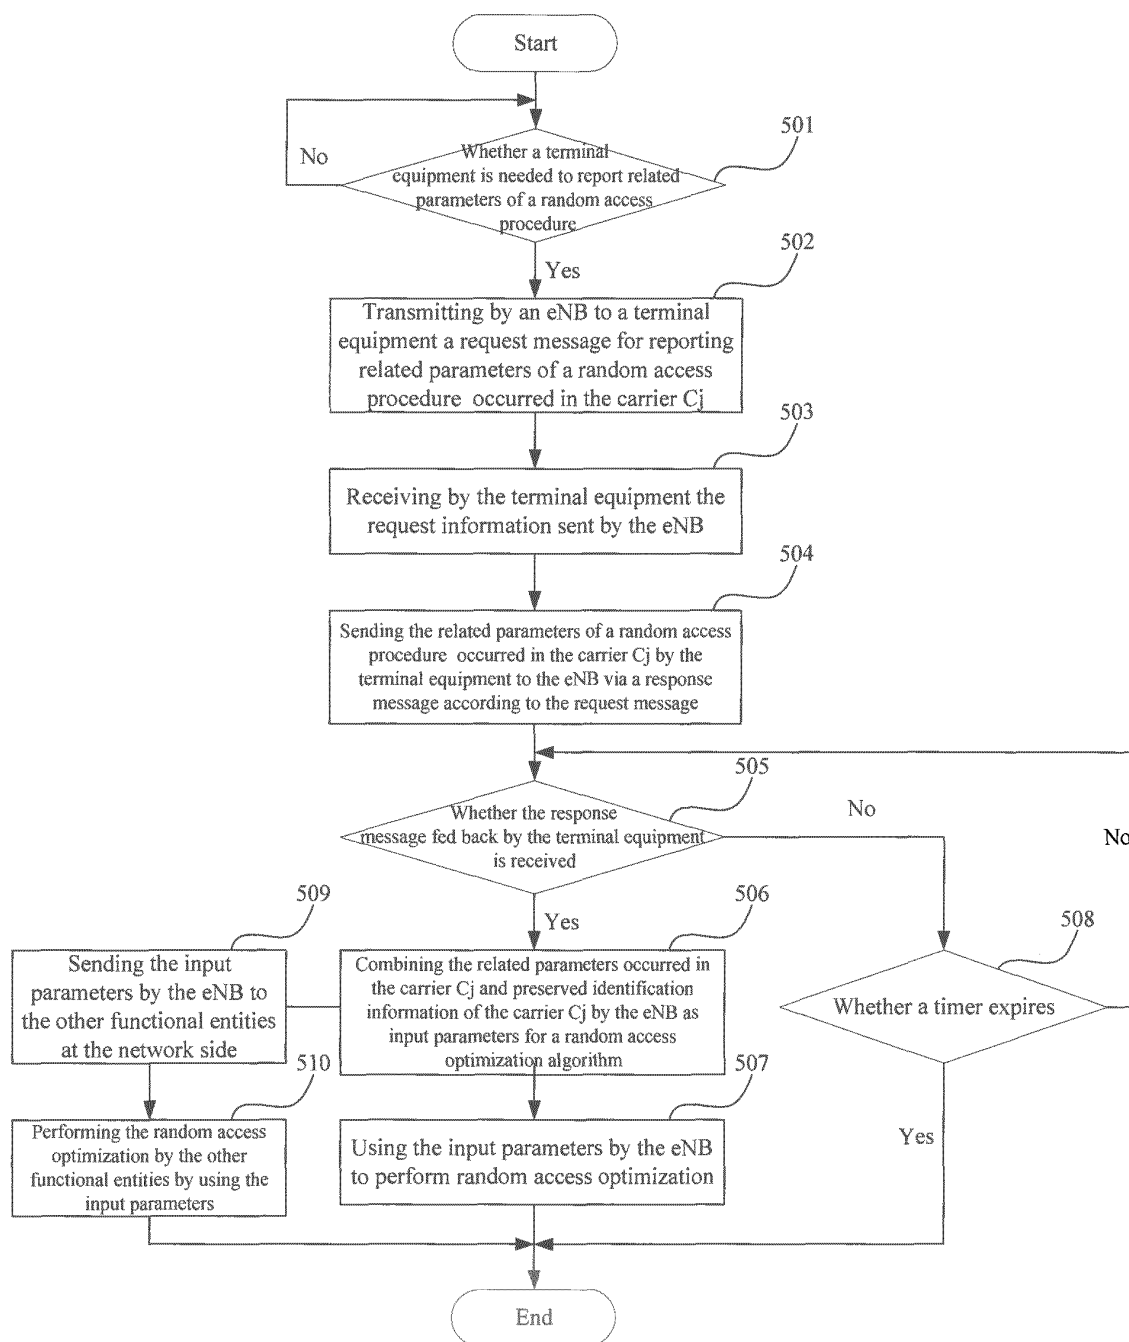 Start
501
No
Whether a terminal
equipment is needed to report related
parameters of a random access
procedure
502
Yes
Transmitting by an eNB to a terminal
equipment a request message for reporting
related parameters of a random access
procedure occurred in the carrier Cj
503
Receiving by the terminal equipment the
request information sent by the eNB
504
Sending the related parameters of a random access
procedure occurred in the carrier Cj by the
terminal equipment to the eNB via a response
message according to the request message
505
Whether the response
message fed back by the terminal equipment
is received
No
No
509
Yes
506
508
Sending the input
parameters by the eNB to
the other functional entities
at the network side
Combining the related parameters occurred in
the carrier Cj and preserved identification
information of the carrier Cj by the eNB as
input parameters for a random access
optimization algorithm
Whether a timer expires
510
507
Performing the random access
optimization by the other
functional entities by using the
input parameters
Using the input parameters by the eNB
to perform random access optimization
Yes
End